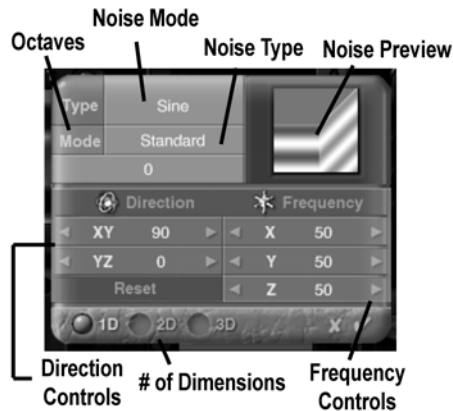 Noise Mode
Octaves
Noise Type
Noise Preview
Type Sine
Mode Standard
0
Direction Frequency
XY 90 X 50
YZ 0 Y 50
Reset Z 50
1D 2D 3D
Direction Controls
# of Dimensions
Frequency Controls